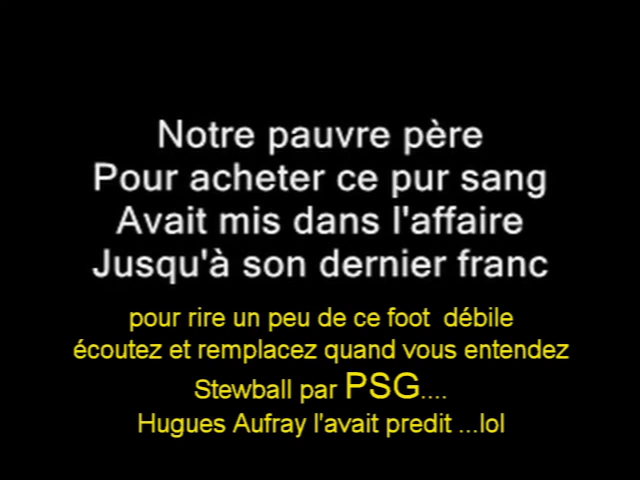 Notre pauvre père
Pour acheter ce pur sang
Avait mis dans l'affaire
Jusqu'à son dernier franc
pour rire un peu de ce foot  débile
écoutez et remplacez quand vous entendez
Stewball par PSG....
Hugues Aufray l'avait predit ...lol